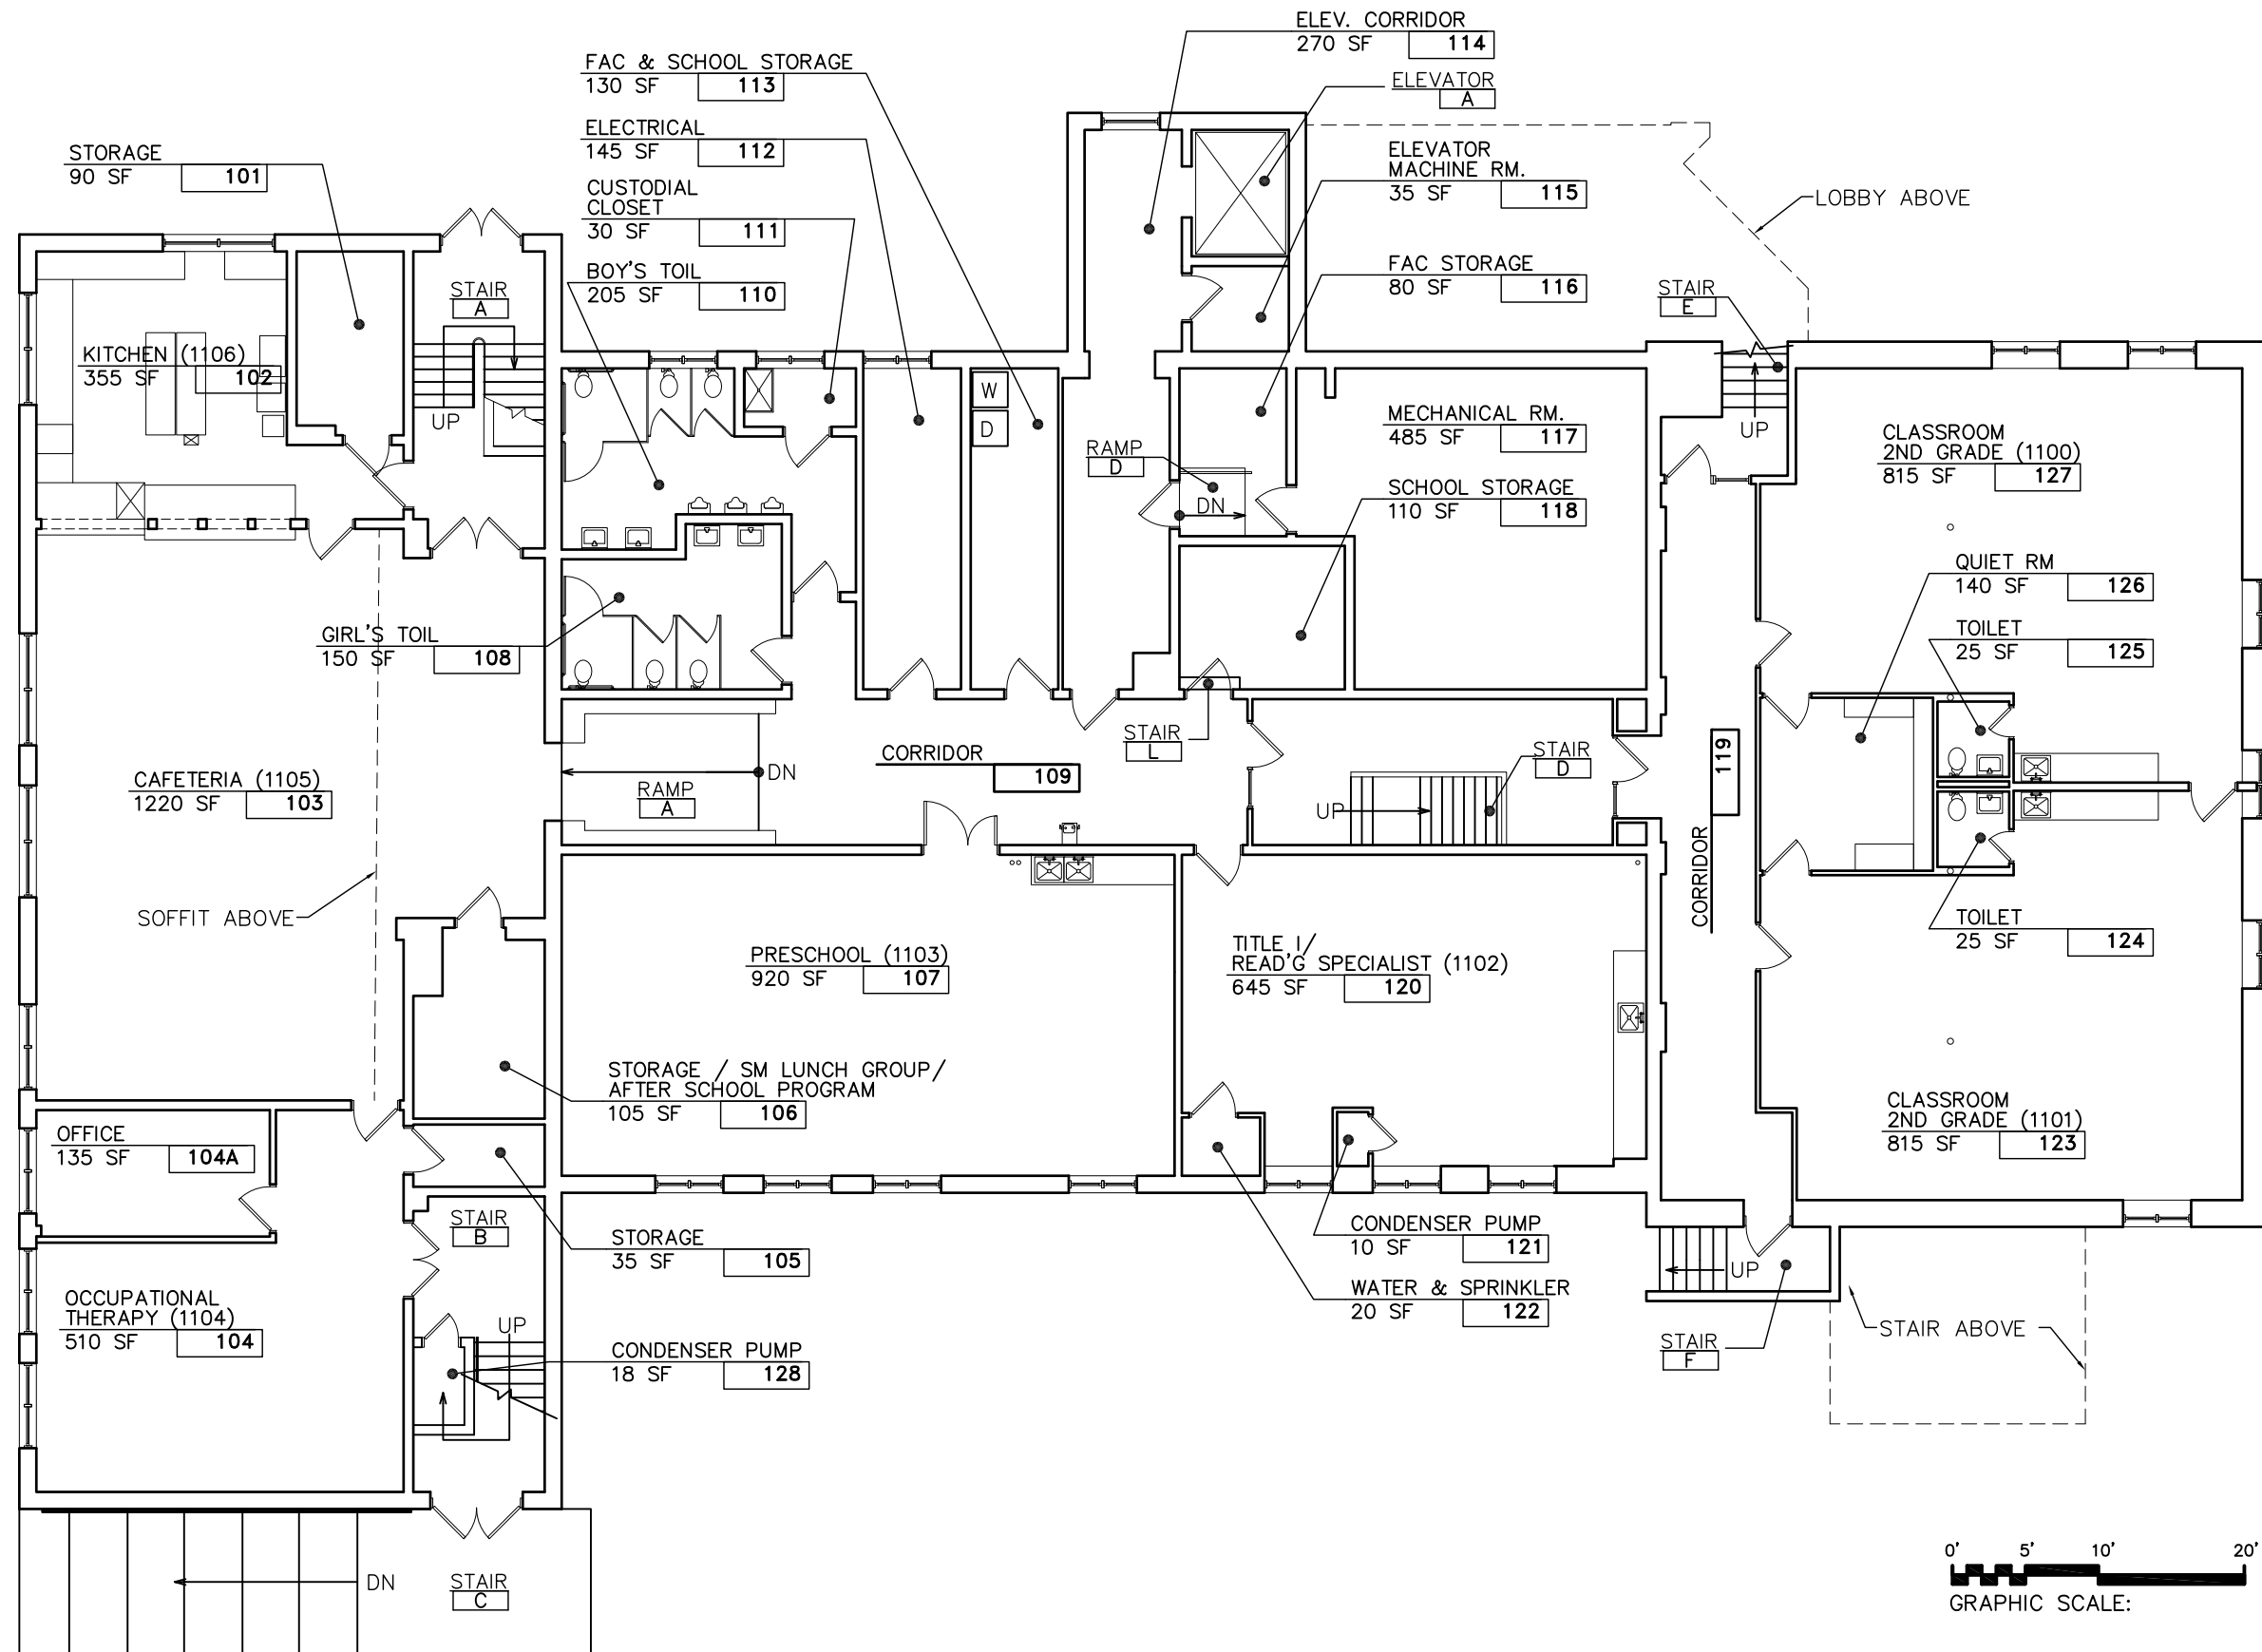 ELEV. CORRIDOR
270 SF 114
FAC & SCHOOL STORAGE
130 SF 113
ELEVATOR
A
ELECTRICAL
145 SF 112
ELEVATOR
MACHINE RM.
35 SF 115
STORAGE
90 SF 101
CUSTODIAL
CLOSET
30 SF 111
LOBBY ABOVE
BOY'S TOIL
205 SF 110
FAC STORAGE
80 SF 116
STAIR
A
STAIR
E
KITCHEN (1106)
355 SF 102
UP
W
D
MECHANICAL RM.
485 SF 117
UP
CLASSROOM
2ND GRADE (1100)
815 SF 127
RAMP
D
DN
SCHOOL STORAGE
110 SF 118
QUIET RM
140 SF 126
GIRL'S TOIL
150 SF 108
TOILET
25 SF 125
STAIR
L
CORRIDOR
109
STAIR
D
CORRIDOR 119
CAFETERIA (1105)
1220 SF 103
DN
RAMP
A
UP
SOFFIT ABOVE
TOILET
25 SF 124
PRESCHOOL (1103)
920 SF 107
TITLE I/
READ'G SPECIALIST (1102)
645 SF 120
STORAGE / SM LUNCH GROUP/
AFTER SCHOOL PROGRAM
105 SF 106
CLASSROOM
2ND GRADE (1101)
815 SF 123
OFFICE
135 SF 104A
STAIR
B
STORAGE
35 SF 105
CONDENSER PUMP
10 SF 121
UP
WATER & SPRINKLER
20 SF 122
OCCUPATIONAL
THERAPY (1104)
510 SF 104
UP
STAIR ABOVE
STAIR
F
CONDENSER PUMP
18 SF 128
DN
STAIR
C
0' 5' 10' 20'
GRAPHIC SCALE: